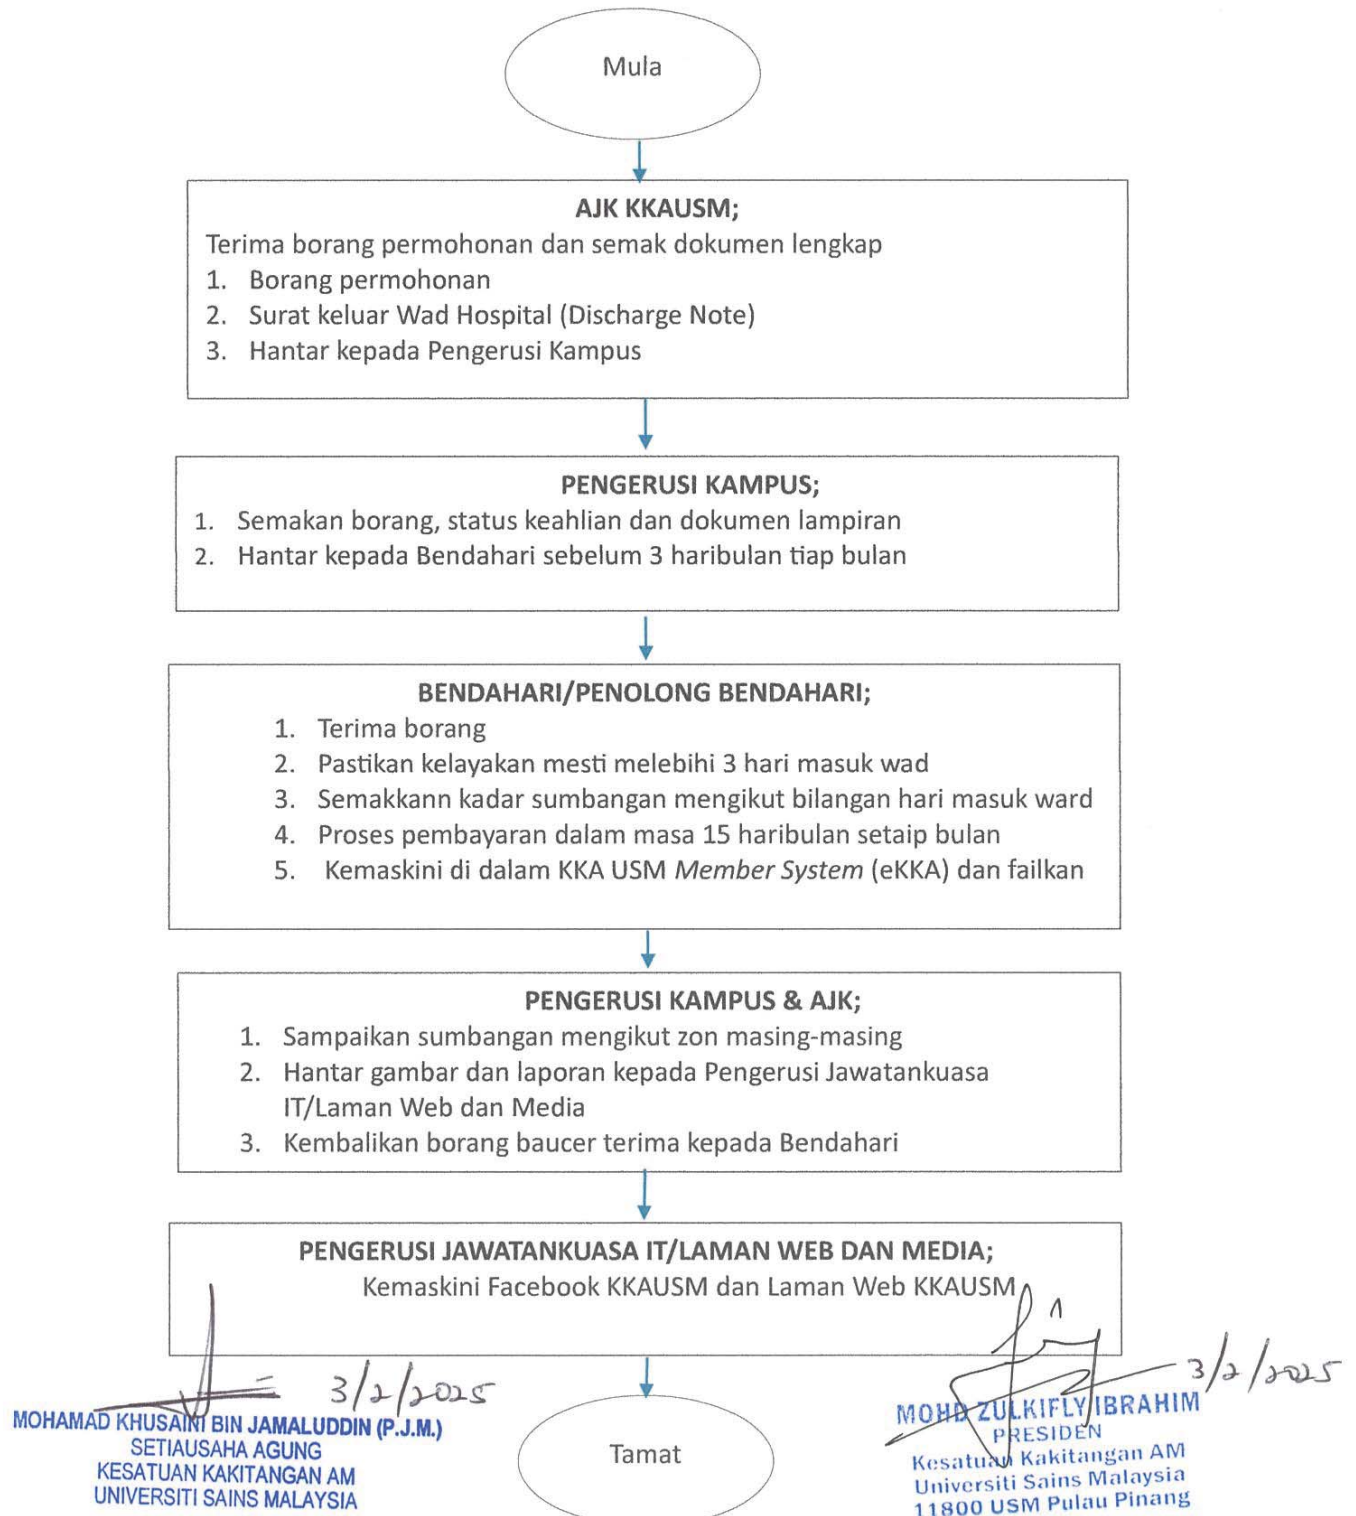 Mula
AJK KKAUSM;
Terima borang permohonan dan semak dokumen lengkap
1. Borang permohonan
2. Surat keluar Wad Hospital (Discharge Note)
3. Hantar kepada Pengerusi Kampus
PENGERUSI KAMPUS;
1. Semakan borang, status keahlian dan dokumen lampiran
2. Hantar kepada Bendahari sebelum 3 haribulan tiap bulan
BENDAHARI/PENOLONG BENDAHARI;
1. Terima borang
2. Pastikan kelayakan mesti melebihi 3 hari masuk wad
3. Semakkann kadar sumbangan mengikut bilangan hari masuk ward
4. Proses pembayaran dalam masa 15 haribulan setaip bulan
5. Kemaskini di dalam KKA USM Member System (eKKA) dan failkan
PENGERUSI KAMPUS & AJK;
1. Sampaikan sumbangan mengikut zon masing-masing
2. Hantar gambar dan laporan kepada Pengerusi Jawatankuasa
IT/Laman Web dan Media
3. Kembalikan borang baucer terima kepada Bendahari
PENGERUSI JAWATANKUASA IT/LAMAN WEB DAN MEDIA;
Kemaskini Facebook KKAUSM dan Laman Web KKAUSM
3/2/2025
MOHAMAD KHUSAINI BIN JAMALUDDIN (P.J.M.)
SETIAUSAHA AGUNG
KESATUAN KAKITANGAN AM
UNIVERSITI SAINS MALAYSIA
Tamat
3/2/2025
MOHD ZULKIFLY IBRAHIM
PRESIDEN
Kesatuan Kakitangan AM
Universiti Sains Malaysia
11800 USM Pulau Pinang